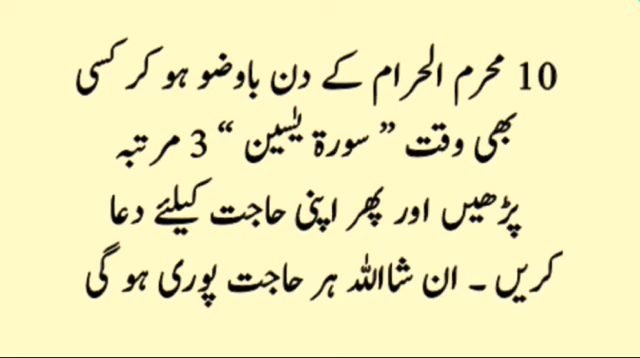 10 محرم الحرام کے دن باوضو ہو کر کسی
بھی وقت ” سورۃ یٰسین “ 3 مرتبہ
پڑھیں اور پھر اپنی حاجت کیلئے دعا
کریں ۔ ان شااللہ ہر حاجت پوری ہو گی